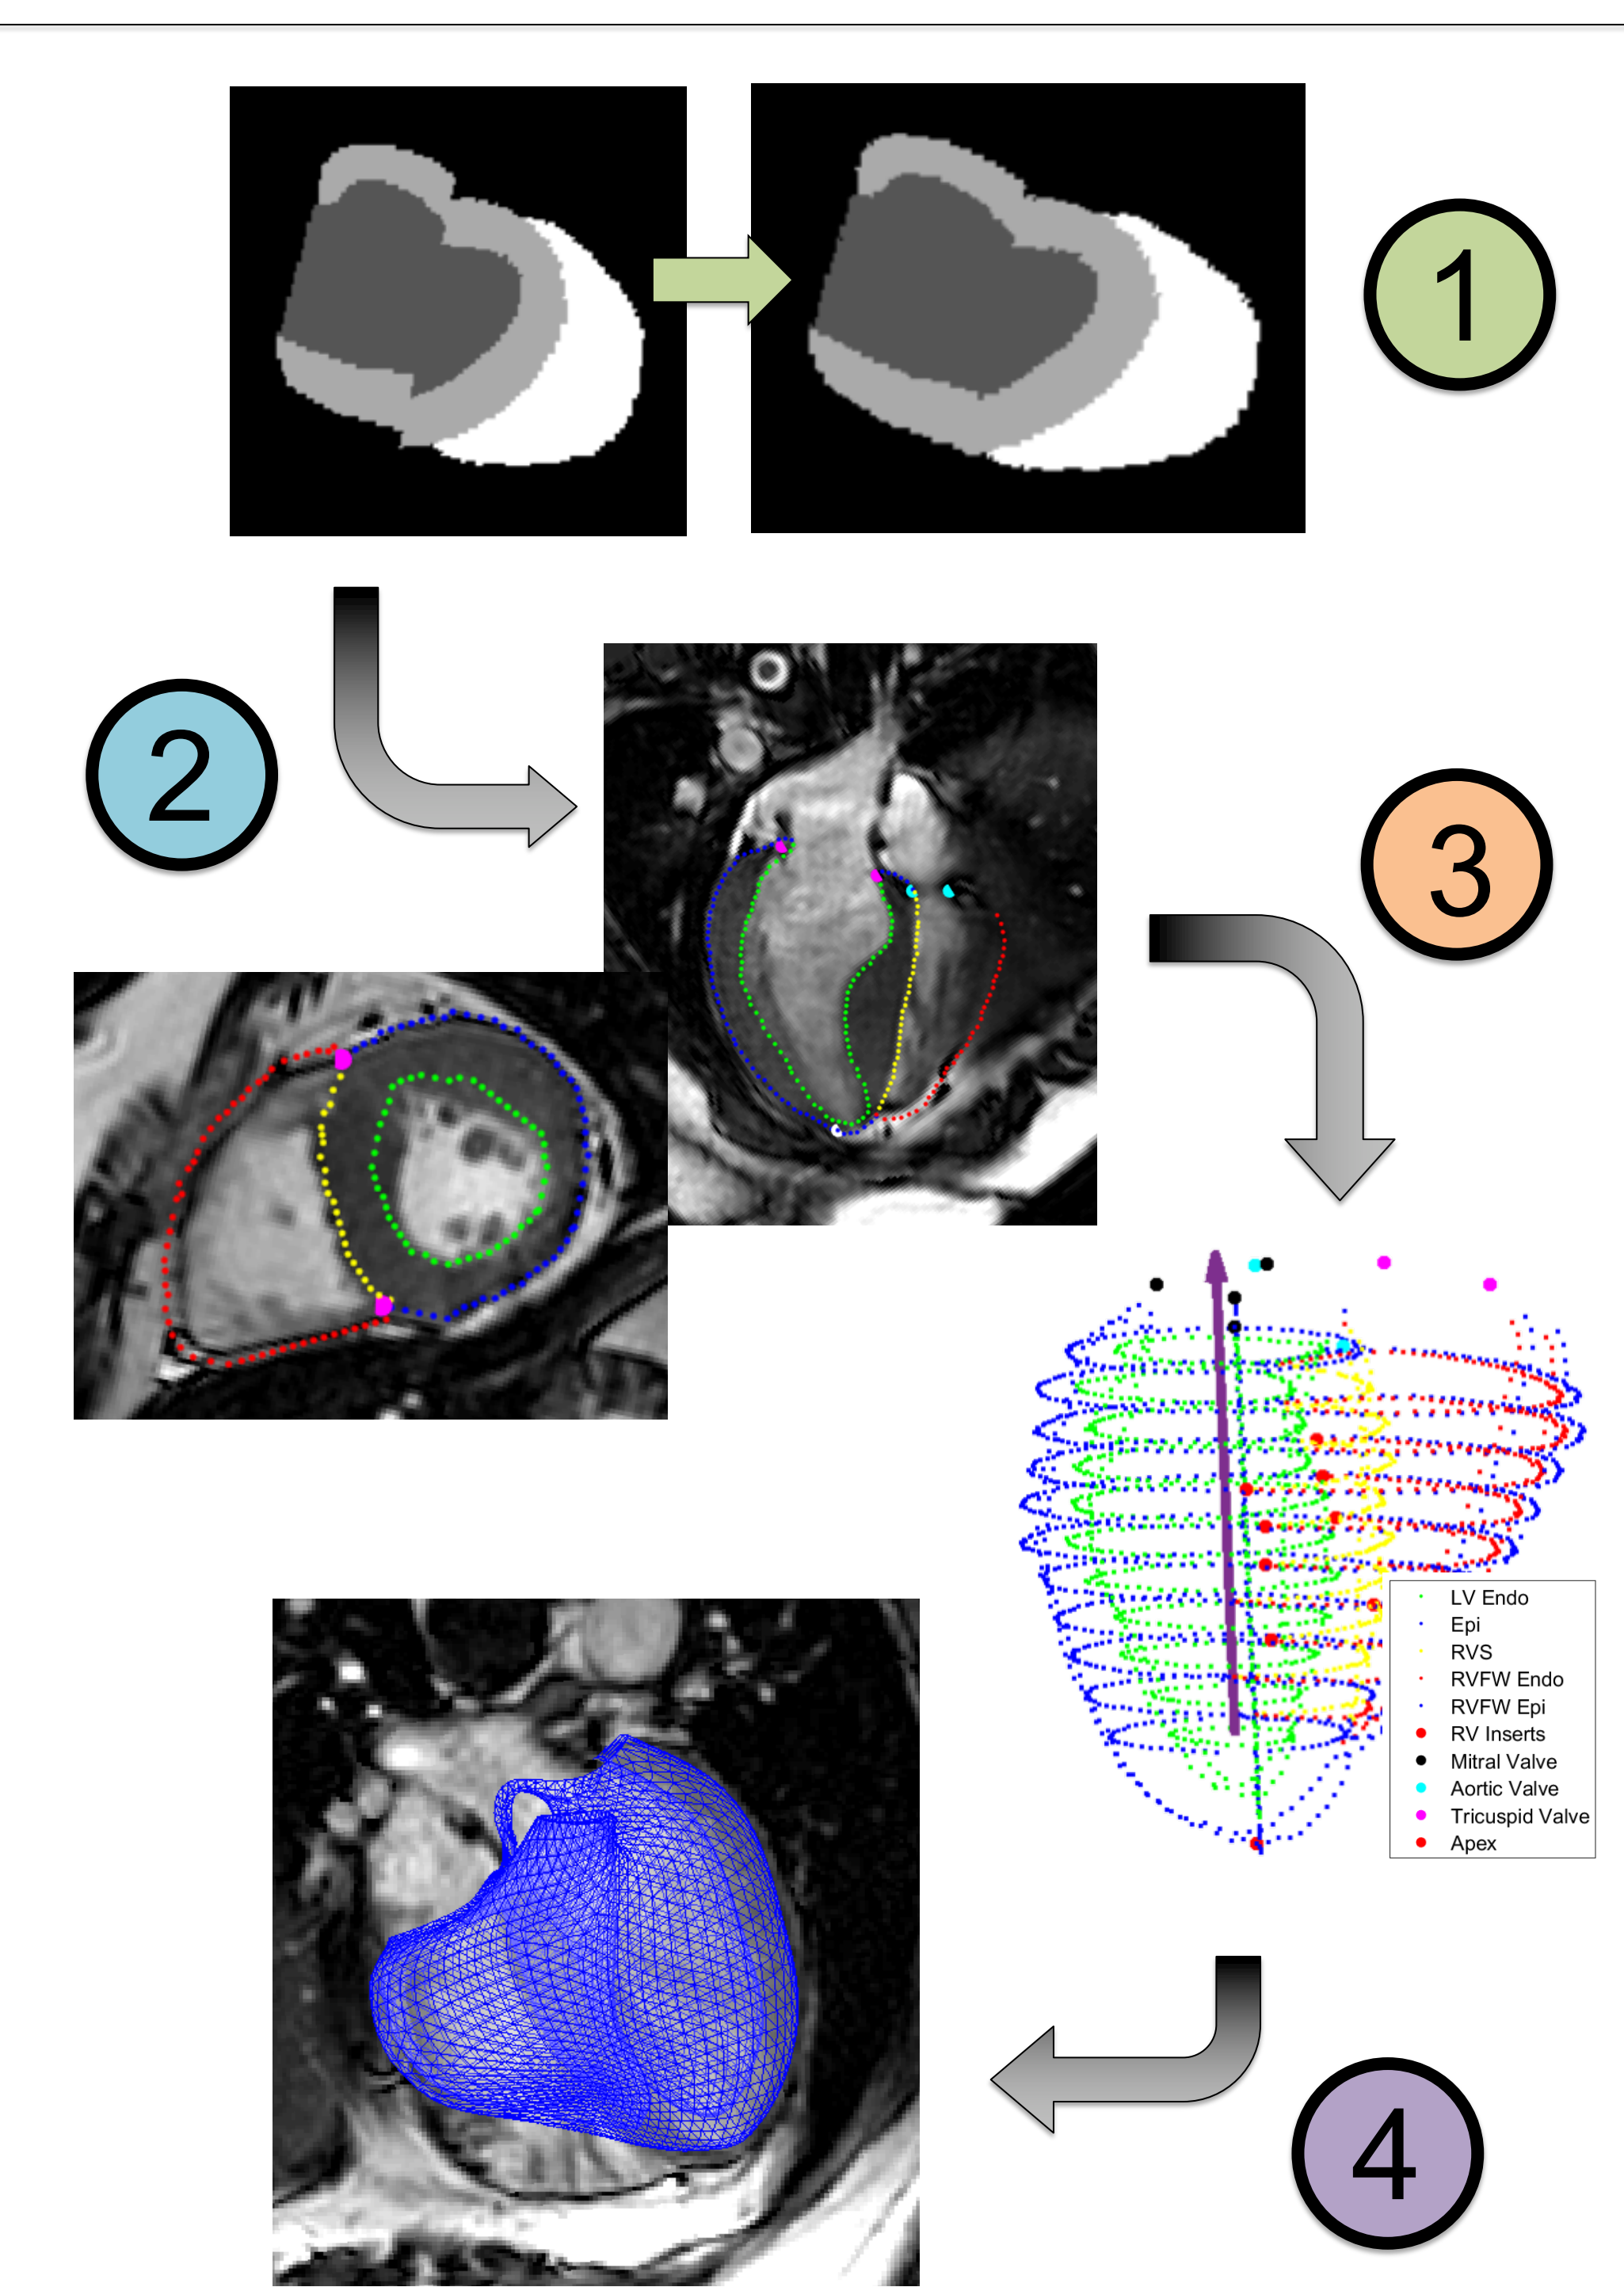 1
2
3
LV Endo
Epi
RVS
RVFW Endo
RVFW Epi
RV Inserts
Mitral Valve
Aortic Valve
Tricuspid Valve
Apex
4